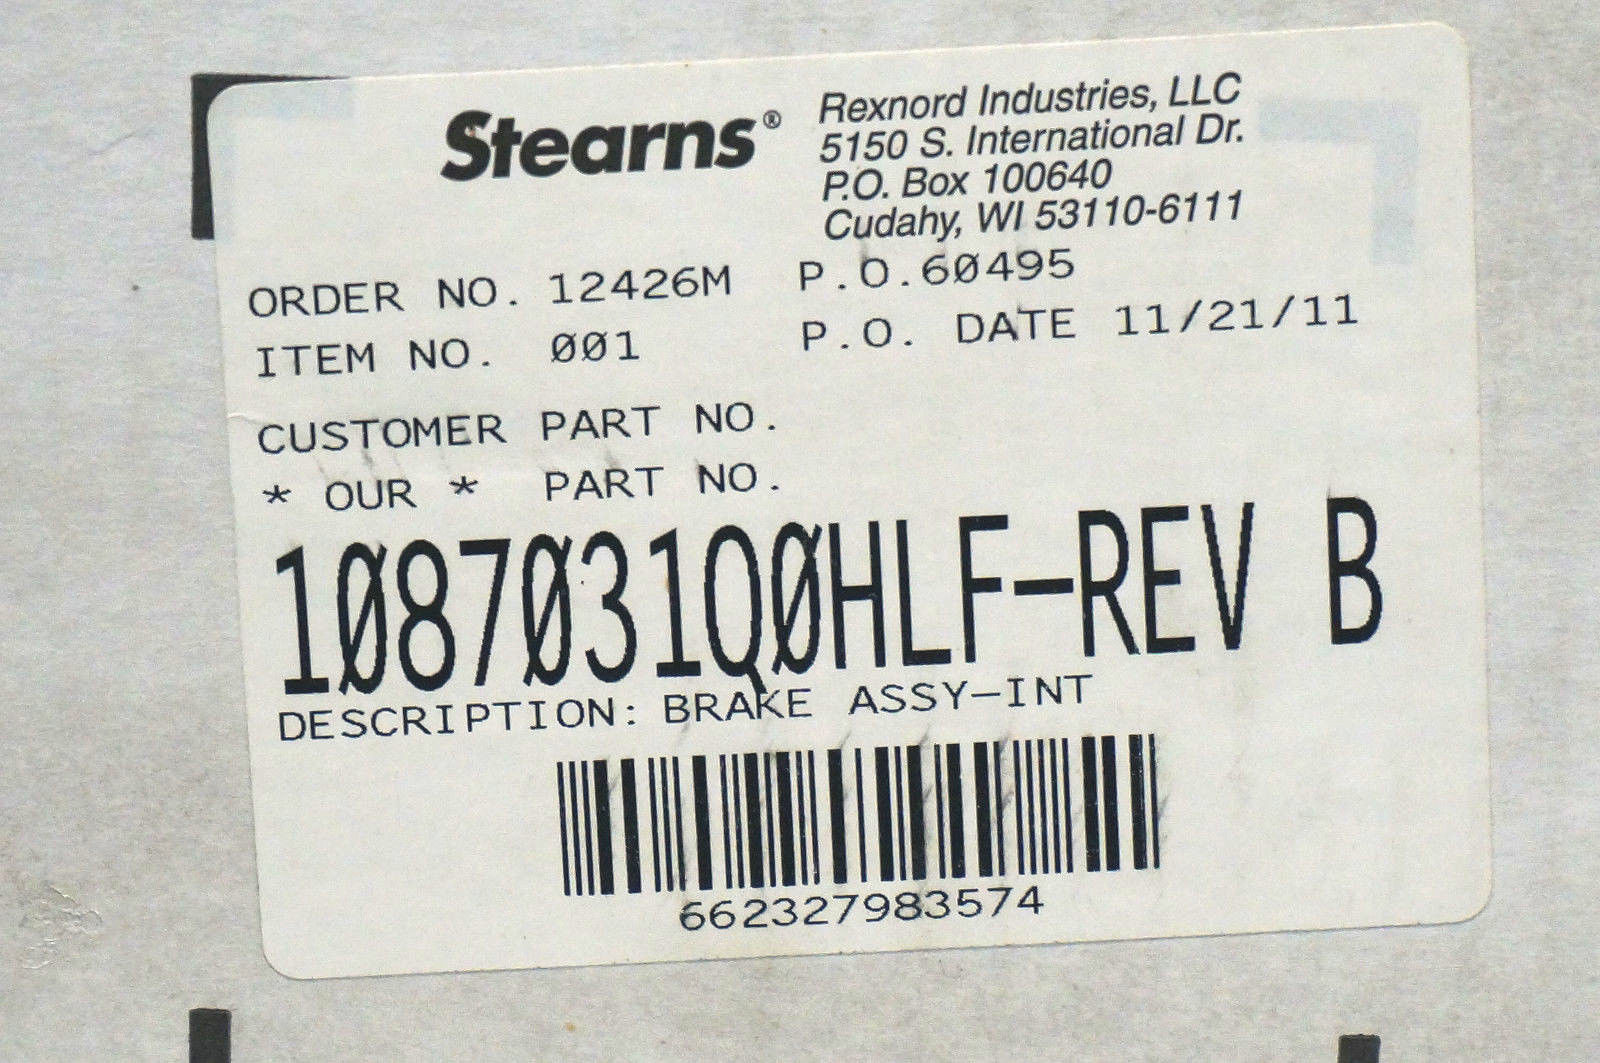 Stearns®
Rexnord Industries, LLC
5150 S. International Dr.
P.O. Box 100640
Cudahy, WI 53110-6111
ORDER NO. 12426M P.O.60495
ITEM NO. 001 P.O. DATE 11/21/11
CUSTOMER PART NO.
* OUR * PART NO.
1087031Q0HLF-REV B
DESCRIPTION: BRAKE ASSY-INT
662327983574